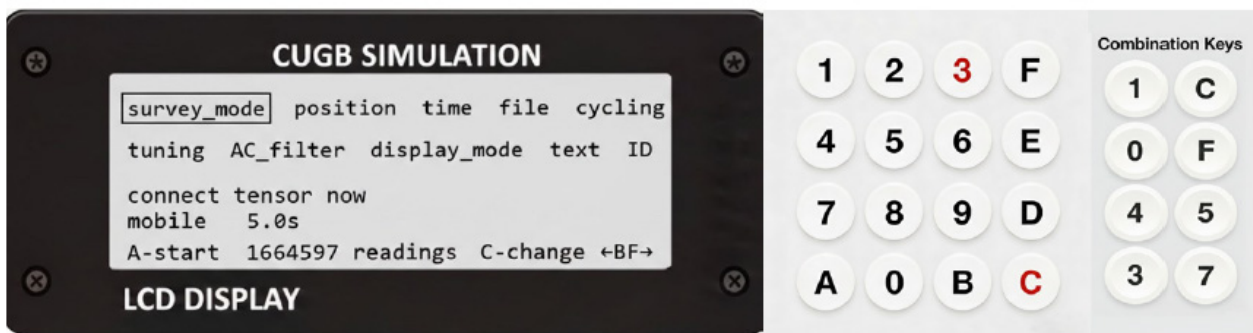 CUGB SIMULATION
survey_mode position time file cycling
tuning AC_filter display_mode text ID
connect tensor now
mobile 5.0s
A-start 1664597 readings C-change ←BF→
LCD DISPLAY
1 2 3 F
4 5 6 E
7 8 9 D
A 0 B C
Combination Keys
1 C
0 F
4 5
3 7